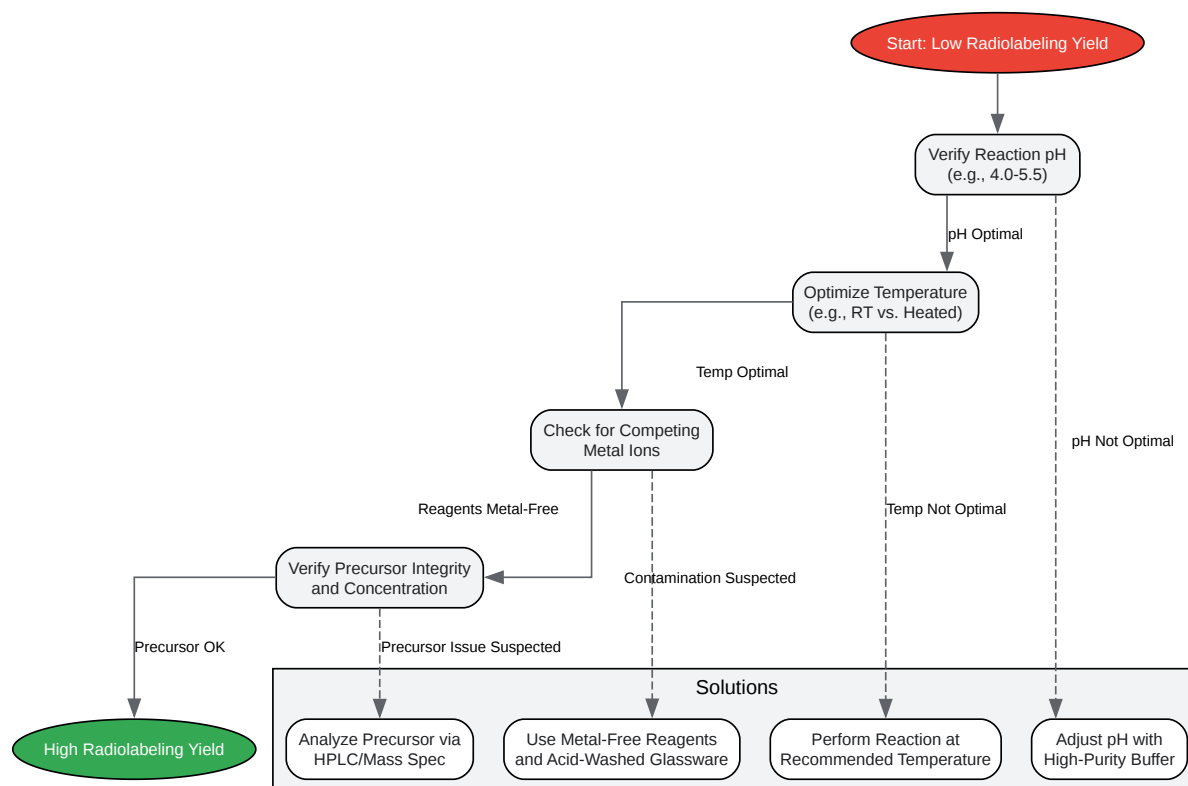 Start: Low Radiolabeling Yield
Verify Reaction pH
(e.g., 4.0-5.5)
pH Optimal
Optimize Temperature
(e.g., RT vs. Heated)
Temp Optimal
Check for Competing
Metal Ions
pH Not Optimal
Reagents Metal-Free
Temp Not Optimal
Verify Precursor Integrity
and Concentration
Contamination Suspected
Precursor OK
Precursor Issue Suspected
Solutions
High Radiolabeling Yield
Analyze Precursor via
HPLC/Mass Spec
Use Metal-Free Reagents
and Acid-Washed Glassware
Perform Reaction at
Recommended Temperature
Adjust pH with
High-Purity Buffer